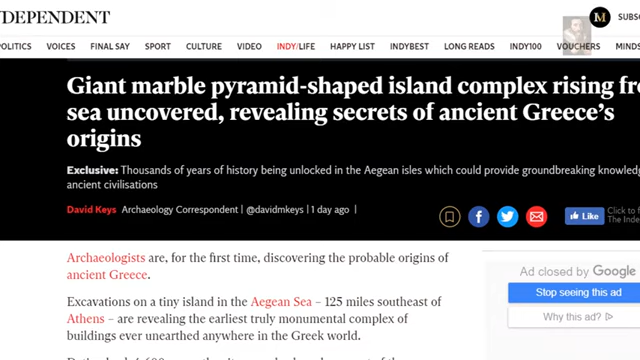 DEPENDENT
M
SUBSC
POLITICS VOICES FINAL SAY SPORT CULTURE VIDEO INDY/LIFE HAPPY LIST INDYBEST LONG READS INDY100 VOUCHERS MINDS
Giant marble pyramid-shaped island complex rising fro
sea uncovered, revealing secrets of ancient Greece's
origins
Exclusive: Thousands of years of history being unlocked in the Aegean isles which could provide groundbreaking knowled
ancient civilisations
David Keys Archaeology Correspondent | @davidmkeys | 1 day ago |
Like
Click to f
The Inde
Archaeologists are, for the first time, discovering the probable origins of
ancient Greece.
Excavations on a tiny island in the Aegean Sea – 125 miles southeast of
Athens – are revealing the earliest truly monumental complex of
buildings ever unearthed anywhere in the Greek world.
Ad closed by Google
Stop seeing this ad
Why this ad?